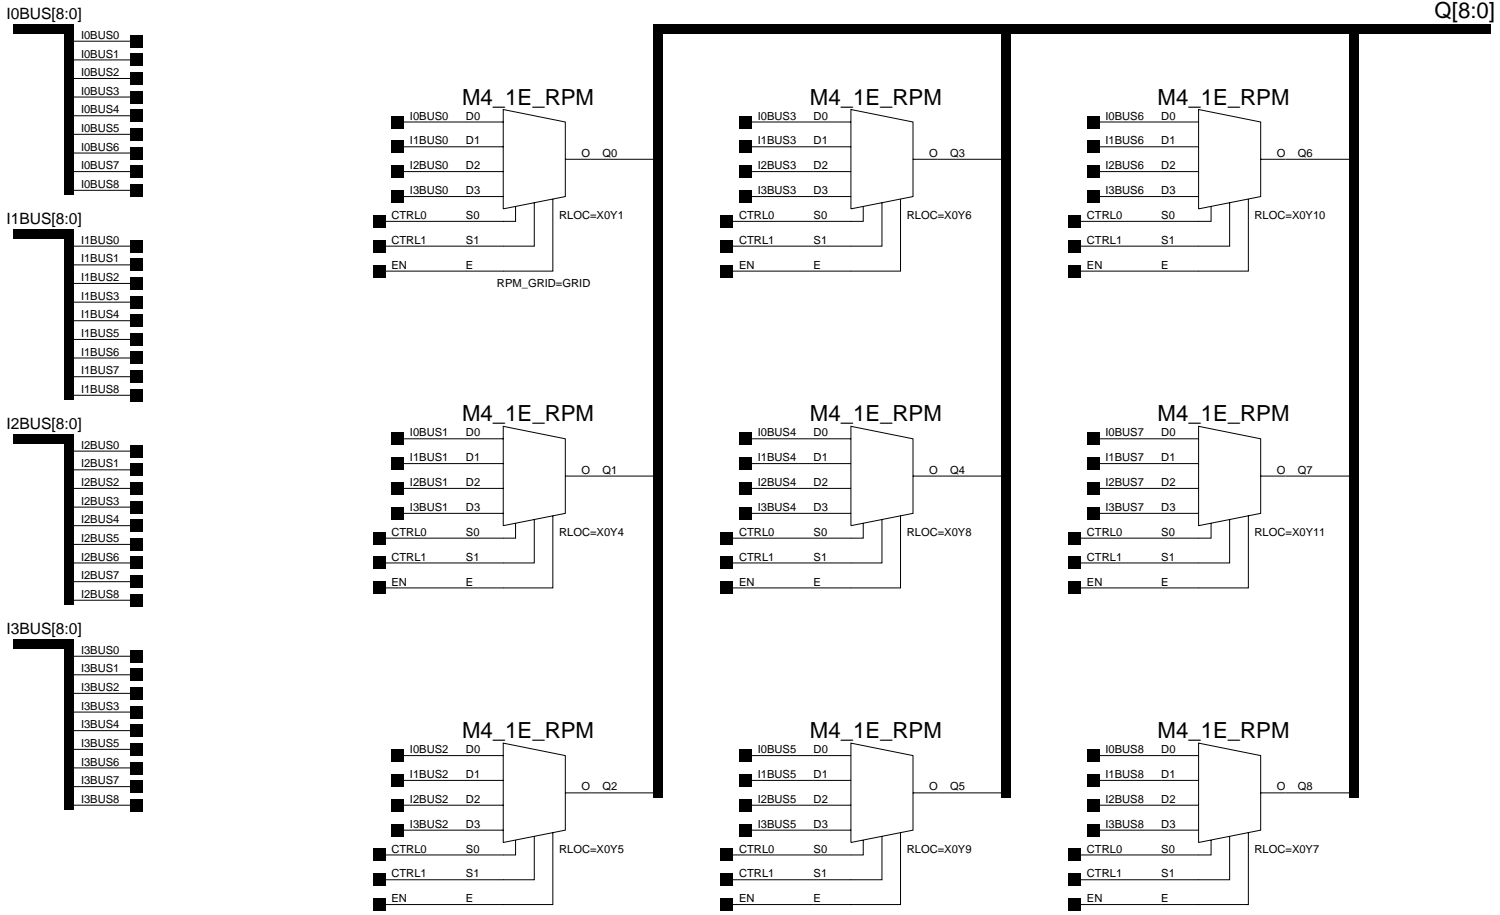 Q[8:0]
I0BUS[8:0]
I0BUS0
I0BUS1
I0BUS2
I0BUS3
I0BUS4
I0BUS5
I0BUS6
I0BUS7
I0BUS8
I1BUS[8:0]
I1BUS0
I1BUS1
I1BUS2
I1BUS3
I1BUS4
I1BUS5
I1BUS6
I1BUS7
I1BUS8
I2BUS[8:0]
I2BUS0
I2BUS1
I2BUS2
I2BUS3
I2BUS4
I2BUS5
I2BUS6
I2BUS7
I2BUS8
I3BUS[8:0]
I3BUS0
I3BUS1
I3BUS2
I3BUS3
I3BUS4
I3BUS5
I3BUS6
I3BUS7
I3BUS8
M4_1E_RPM
I0BUS0 D0
I1BUS0 D1
O Q0
I2BUS0 D2
I3BUS0 D3
CTRL0 S0 RLOC=X0Y1
CTRL1 S1
EN E
RPM_GRID=GRID
M4_1E_RPM
I0BUS3 D0
I1BUS3 D1
O Q3
I2BUS3 D2
I3BUS3 D3
CTRL0 S0 RLOC=X0Y6
CTRL1 S1
EN E
M4_1E_RPM
I0BUS6 D0
I1BUS6 D1
O Q6
I2BUS6 D2
I3BUS6 D3
CTRL0 S0 RLOC=X0Y10
CTRL1 S1
EN E
M4_1E_RPM
I0BUS1 D0
I1BUS1 D1
O Q1
I2BUS1 D2
I3BUS1 D3
CTRL0 S0 RLOC=X0Y4
CTRL1 S1
EN E
M4_1E_RPM
I0BUS4 D0
I1BUS4 D1
O Q4
I2BUS4 D2
I3BUS4 D3
CTRL0 S0 RLOC=X0Y8
CTRL1 S1
EN E
M4_1E_RPM
I0BUS7 D0
I1BUS7 D1
O Q7
I2BUS7 D2
I3BUS7 D3
CTRL0 S0 RLOC=X0Y11
CTRL1 S1
EN E
M4_1E_RPM
I0BUS2 D0
I1BUS2 D1
O Q2
I2BUS2 D2
I3BUS2 D3
CTRL0 S0 RLOC=X0Y5
CTRL1 S1
EN E
M4_1E_RPM
I0BUS5 D0
I1BUS5 D1
O Q5
I2BUS5 D2
I3BUS5 D3
CTRL0 S0 RLOC=X0Y9
CTRL1 S1
EN E
M4_1E_RPM
I0BUS8 D0
I1BUS8 D1
O Q8
I2BUS8 D2
I3BUS8 D3
CTRL0 S0 RLOC=X0Y7
CTRL1 S1
EN E